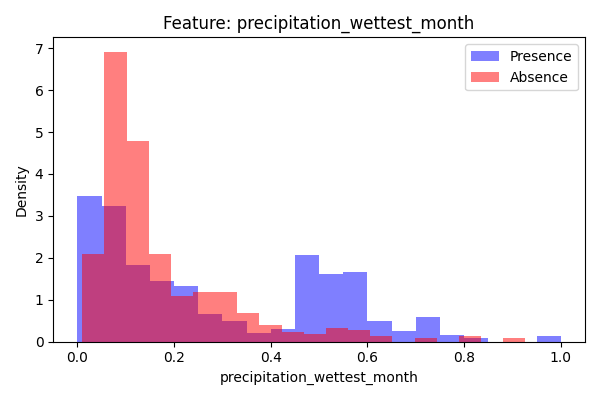 Feature: precipitation_wettest_month
Presence
Absence
Density
7
6
5
4
3
2
1
0
0.0 0.2 0.4 0.6 0.8 1.0
precipitation_wettest_month